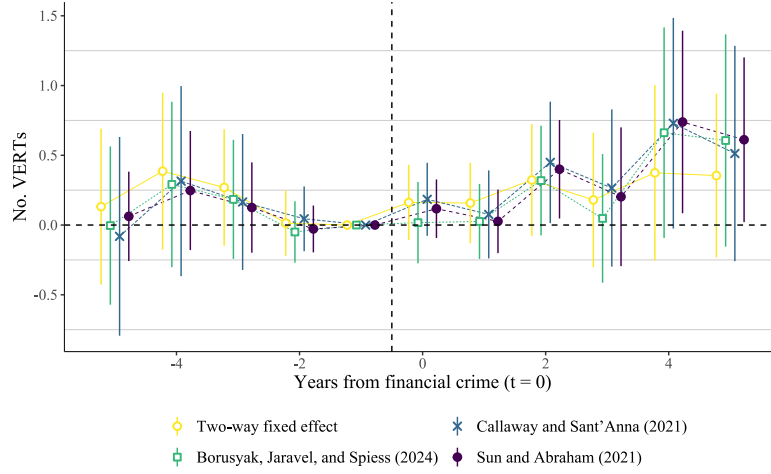 1.5
1.0
0.5
0.0
-0.5
No. VERTs
-4
-2
0
2
4
Years from financial crime (t = 0)
Two-way fixed effect
Callaway and Sant'Anna (2021)
Borusyak, Jaravel, and Spiess (2024)
Sun and Abraham (2021)